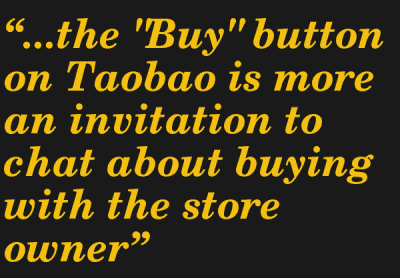 “...the "Buy" button
on Taobao is more
an invitation to
chat about buying
with the store
owner”